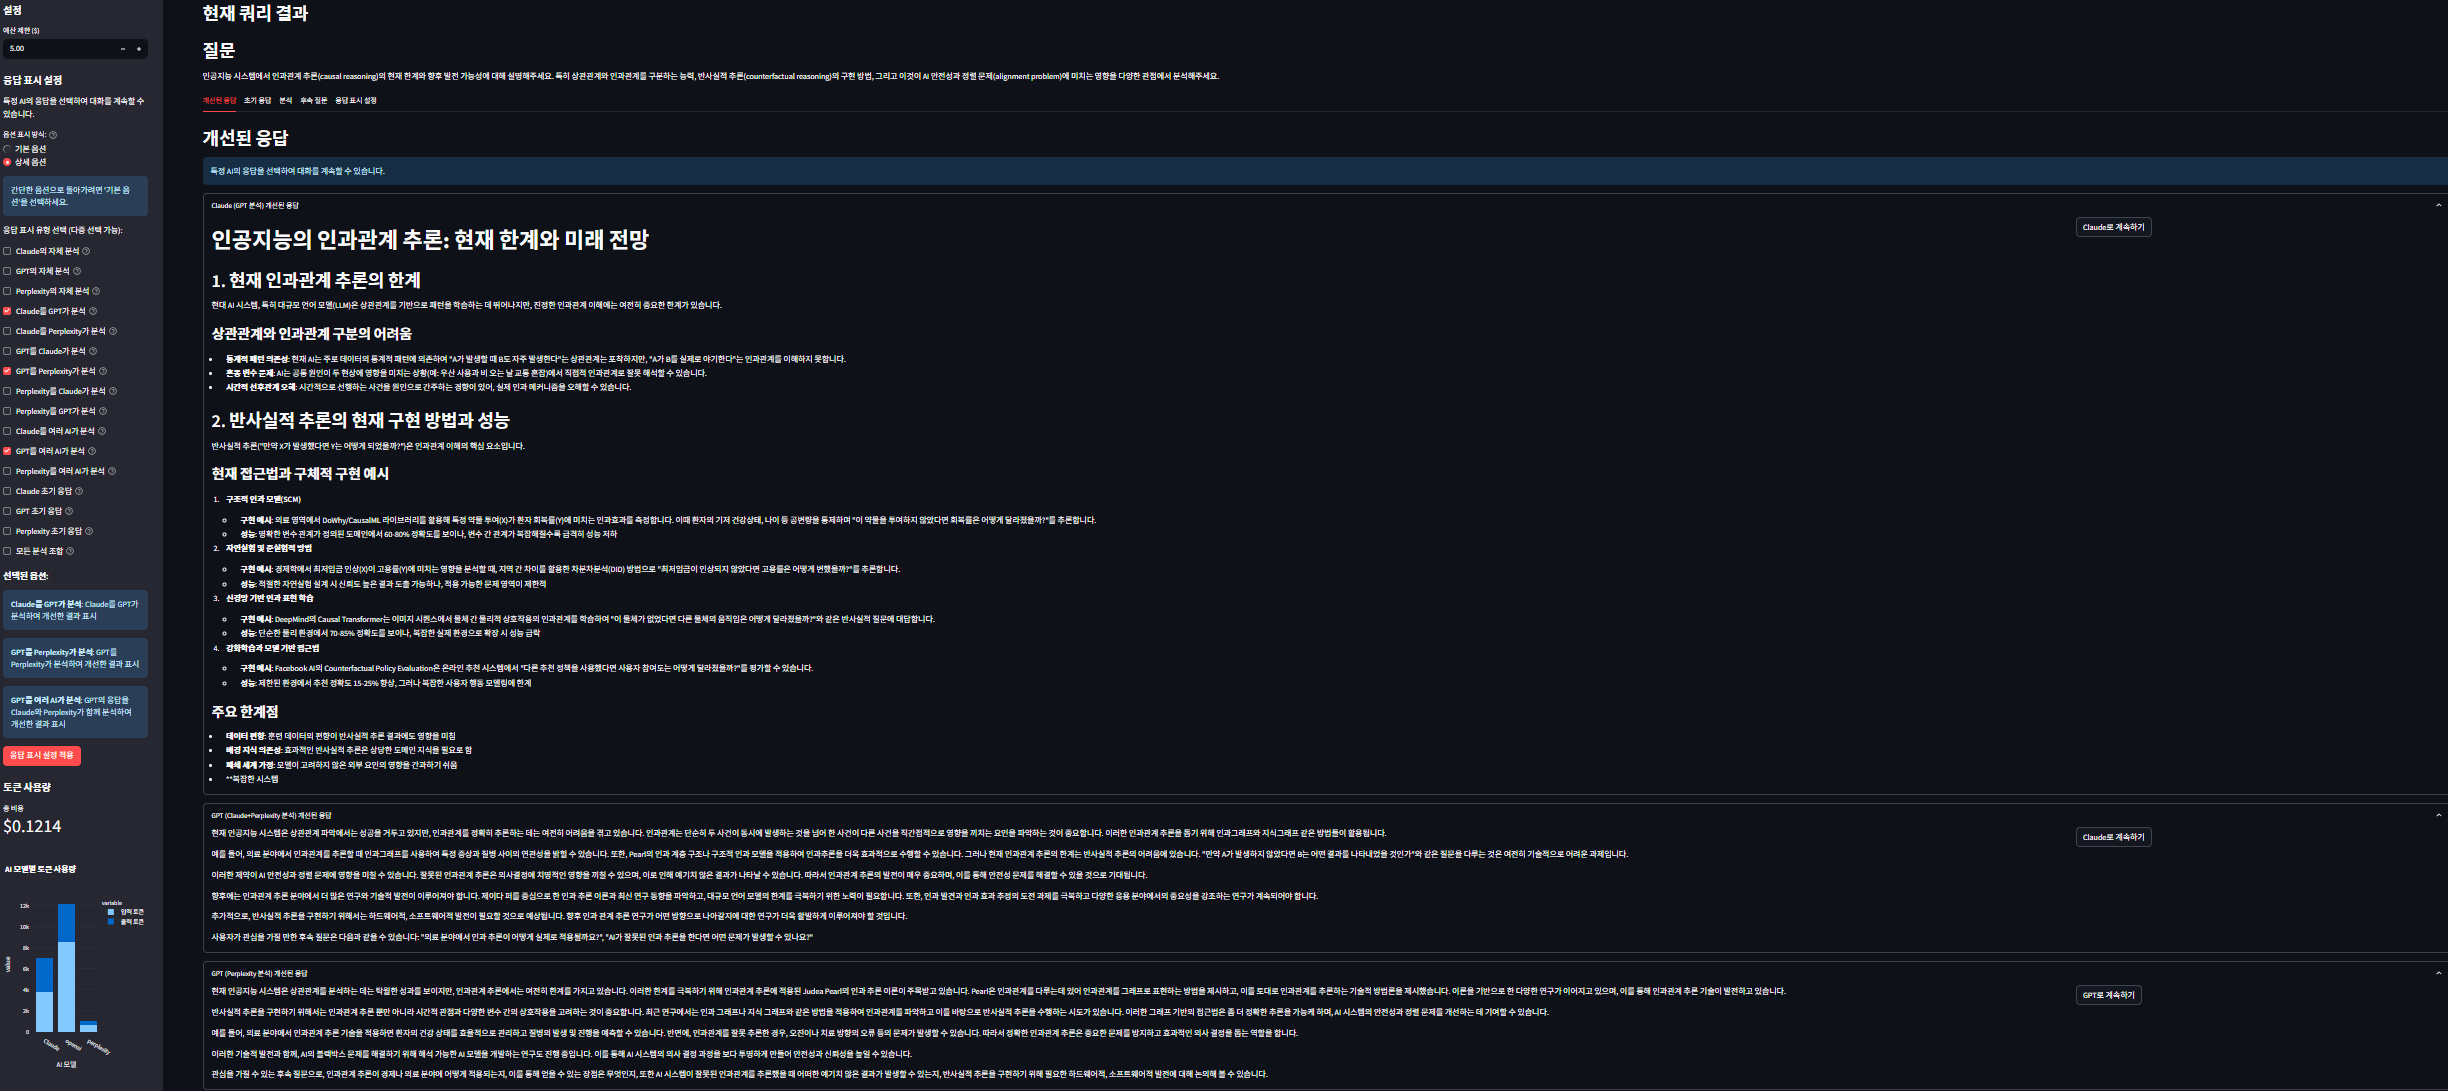 설정
예산 제한 ($)
5.00
응답 표시 설정
특정 AI의 응답을 선택하여 대화를 계속할 수
있습니다.
옵션 표시 방식:
기본 옵션
상세 옵션
간단한 옵션으로 돌아가려면 '기본 옵
션'을 선택하세요.
응답 표시 유형 선택 (다중 선택 가능):
Claude의 자체 분석
GPT의 자체 분석
Perplexity의 자체 분석
Claude를 GPT가 분석
Claude를 Perplexity가 분석
GPT를 Claude가 분석
GPT를 Perplexity가 분석
Perplexity를 Claude가 분석
Perplexity를 GPT가 분석
Claude를 여러 AI가 분석
GPT를 여러 AI가 분석
Perplexity를 여러 AI가 분석
Claude 초기 응답
GPT 초기 응답
Perplexity 초기 응답
모든 분석 조합
선택된 옵션:
Claude를 GPT가 분석: Claude를 GPT가
분석하여 개선한 결과 표시
GPT를 Perplexity가 분석: GPT를
Perplexity가 분석하여 개선한 결과 표시
GPT를 여러 AI가 분석: GPT의 응답을
Claude와 Perplexity가 함께 분석하여
개선한 결과 표시
응답 표시 설정 적용
토큰 사용량
총 비용
$0.1214
AI 모델별 토큰 사용량
variable
입력 토큰
출력 토큰
12k
10k
8k
6k
4k
2k
0
value
Claude
openai
Perplexity
AI 모델
현재 쿼리 결과
질문
인공지능 시스템에서 인과관계 추론(causal reasoning)의 현재 한계와 향후 발전 가능성에 대해 설명해주세요. 특히 상관관계와 인과관계를 구분하는 능력, 반사실적 추론(counterfactual reasoning)의 구현 방법, 그리고 이것이 AI 안전성과 정렬 문제(alignment problem)에 미치는 영향을 다양한 관점에서 분석해주세요.
개선된 응답 초기 응답 분석 후속 질문 응답 표시 설정
개선된 응답
특정 AI의 응답을 선택하여 대화를 계속할 수 있습니다.
Claude (GPT 분석) 개선된 응답
Claude로 계속하기
인공지능의 인과관계 추론: 현재 한계와 미래 전망
1. 현재 인과관계 추론의 한계
현대 AI 시스템, 특히 대규모 언어 모델(LLM)은 상관관계를 기반으로 패턴을 학습하는 데 뛰어나지만, 진정한 인과관계 이해에는 여전히 중요한 한계가 있습니다.
상관관계와 인과관계 구분의 어려움
통계적 패턴 의존성: 현재 AI는 주로 데이터의 통계적 패턴에 의존하여 "A가 발생할 때 B도 자주 발생한다"는 상관관계는 포착하지만, "A가 B를 실제로 야기한다"는 인과관계를 이해하지 못합니다.
혼동 변수 문제: AI는 공통 원인이 두 현상에 영향을 미치는 상황(예: 우산 사용과 비 오는 날 교통 혼잡)에서 직접적 인과관계로 잘못 해석할 수 있습니다.
시간적 선후관계 오해: 시간적으로 선행하는 사건을 원인으로 간주하는 경향이 있어, 실제 인과 메커니즘을 오해할 수 있습니다.
2. 반사실적 추론의 현재 구현 방법과 성능
반사실적 추론("만약 X가 발생했다면 Y는 어떻게 되었을까?")은 인과관계 이해의 핵심 요소입니다.
현재 접근법과 구체적 구현 예시
1. 구조적 인과 모델(SCM)
구현 예시: 의료 영역에서 DoWhy/CausalML 라이브러리를 활용해 특정 약물 투여(X)가 환자 회복률(Y)에 미치는 인과효과를 측정합니다. 이때 환자의 기저 건강상태, 나이 등 공변량을 통제하며 "이 약물을 투여하지 않았다면 회복률은 어떻게 달라졌을까?"를 추론합니다.
성능: 명확한 변수 관계가 정의된 도메인에서 60-80% 정확도를 보이나, 변수 간 관계가 복잡해질수록 급격히 성능 저하
2. 자연실험 및 준실험적 방법
구현 예시: 경제학에서 최저임금 인상(X)이 고용률(Y)에 미치는 영향을 분석할 때, 지역 간 차이를 활용한 차분차분석(DID) 방법으로 "최저임금이 인상되지 않았다면 고용률은 어떻게 변했을까?"를 추론합니다.
성능: 적절한 자연실험 설계 시 신뢰도 높은 결과 도출 가능하나, 적용 가능한 문제 영역이 제한적
3. 신경망 기반 인과 표현 학습
구현 예시: DeepMind의 Causal Transformer는 이미지 시퀀스에서 물체 간 물리적 상호작용의 인과관계를 학습하여 "이 물체가 없었다면 다른 물체의 움직임은 어떻게 달라졌을까?"와 같은 반사실적 질문에 대답합니다.
성능: 단순한 물리 환경에서 70-85% 정확도를 보이나, 복잡한 실제 환경으로 확장 시 성능 급락
4. 강화학습과 모델 기반 접근법
구현 예시: Facebook AI의 Counterfactual Policy Evaluation은 온라인 추천 시스템에서 "다른 추천 정책을 사용했다면 사용자 참여도는 어떻게 달라졌을까?"를 평가할 수 있습니다.
성능: 제한된 환경에서 추천 정확도 15-25% 향상, 그러나 복잡한 사용자 행동 모델링에 한계
주요 한계점
데이터 편향: 훈련 데이터의 편향이 반사실적 추론 결과에도 영향을 미침
배경 지식 의존성: 효과적인 반사실적 추론은 상당한 도메인 지식을 필요로 함
폐쇄 세계 가정: 모델이 고려하지 않은 외부 요인의 영향을 간과하기 쉬움
**복잡한 시스템
GPT (Claude+Perplexity 분석) 개선된 응답
Claude로 계속하기
현재 인공지능 시스템은 상관관계 파악에서는 성공을 거두고 있지만, 인과관계를 정확히 추론하는 데는 여전히 어려움을 겪고 있습니다. 인과관계는 단순히 두 사건이 동시에 발생하는 것을 넘어 한 사건이 다른 사건을 직간접적으로 영향을 끼치는 요인을 파악하는 것이 중요합니다. 이러한 인과관계 추론을 돕기 위해 인과그래프와 지식그래프 같은 방법들이 활용됩니다.
예를 들어, 의료 분야에서 인과관계를 추론할 때 인과그래프를 사용하여 특정 증상과 질병 사이의 연관성을 밝힐 수 있습니다. 또한, Pearl의 인과 계층 구조나 구조적 인과 모델을 적용하여 인과추론을 더욱 효과적으로 수행할 수 있습니다. 그러나 현재 인과관계 추론의 한계는 반사실적 추론의 어려움에 있습니다. "만약 A가 발생하지 않았다면 B는 어떤 결과를 나타내었을 것인가"와 같은 질문을 다루는 것은 여전히 기술적으로 어려운 과제입니다.
이러한 제약이 AI 안전성과 정렬 문제에 영향을 미칠 수 있습니다. 잘못된 인과관계 추론은 의사결정에 치명적인 영향을 끼칠 수 있으며, 이로 인해 예기치 않은 결과가 나타날 수 있습니다. 따라서 인과관계 추론의 발전이 매우 중요하며, 이를 통해 안전성 문제를 해결할 수 있을 것으로 기대됩니다.
향후에는 인과관계 추론 분야에서 더 많은 연구와 기술적 발전이 이루어져야 합니다. 제이다 퍼를 중심으로 한 인과 추론 이론과 최신 연구 동향을 파악하고, 대규모 언어 모델의 한계를 극복하기 위한 노력이 필요합니다. 또한, 인과 발견과 인과 효과 추정의 도전 과제를 극복하고 다양한 응용 분야에서의 중요성을 강조하는 연구가 계속되어야 합니다.
추가적으로, 반사실적 추론을 구현하기 위해서는 하드웨어적, 소프트웨어적 발전이 필요할 것으로 예상됩니다. 향후 인과 관계 추론 연구가 어떤 방향으로 나아갈지에 대한 연구가 더욱 활발하게 이루어져야 할 것입니다.
사용자가 관심을 가질 만한 후속 질문은 다음과 같을 수 있습니다: "의료 분야에서 인과 추론이 어떻게 실제로 적용될까요?", "AI가 잘못된 인과 추론을 한다면 어떤 문제가 발생할 수 있나요?"
GPT (Perplexity 분석) 개선된 응답
GPT로 계속하기
현재 인공지능 시스템은 상관관계를 분석하는 데는 탁월한 성과를 보이지만, 인과관계 추론에서는 여전히 한계를 가지고 있습니다. 이러한 한계를 극복하기 위해 인과관계 추론에 적용된 Judea Pearl의 인과 추론 이론이 주목받고 있습니다. Pearl은 인과관계를 다루는데 있어 인과관계를 그래프로 표현하는 방법을 제시하고, 이를 토대로 인과관계를 추론하는 기술적 방법론을 제시했습니다. 이론을 기반으로 한 다양한 연구가 이어지고 있으며, 이를 통해 인과관계 추론 기술이 발전하고 있습니다.
반사실적 추론을 구현하기 위해서는 인과관계 추론 뿐만 아니라 시간적 관점과 다양한 변수 간의 상호작용을 고려하는 것이 중요합니다. 최근 연구에서는 인과 그래프나 지식 그래프와 같은 방법을 적용하여 인과관계를 파악하고 이를 바탕으로 반사실적 추론을 수행하는 시도가 있습니다. 이러한 그래프 기반의 접근법은 좀 더 정확한 추론을 가능케 하며, AI 시스템의 안전성과 정렬 문제를 개선하는 데 기여할 수 있습니다.
예를 들어, 의료 분야에서 인과관계 추론 기술을 적용하면 환자의 건강 상태를 효율적으로 관리하고 질병의 발생 및 진행을 예측할 수 있습니다. 반면에, 인과관계를 잘못 추론한 경우, 오진이나 치료 방향의 오류 등의 문제가 발생할 수 있습니다. 따라서 정확한 인과관계 추론은 중요한 문제를 방지하고 효과적인 의사 결정을 돕는 역할을 합니다.
이러한 기술적 발전과 함께, AI의 블랙박스 문제를 해결하기 위해 해석 가능한 AI 모델을 개발하는 연구도 진행 중입니다. 이를 통해 AI 시스템의 의사 결정 과정을 보다 투명하게 만들어 안전성과 신뢰성을 높일 수 있습니다.
관심을 가질 수 있는 후속 질문으로, 인과관계 추론이 경제나 의료 분야에 어떻게 적용되는지, 이를 통해 얻을 수 있는 장점은 무엇인지, 또한 AI 시스템이 잘못된 인과관계를 추론했을 때 어떠한 예기치 않은 결과가 발생할 수 있는지, 반사실적 추론을 구현하기 위해 필요한 하드웨어적, 소프트웨어적 발전에 대해 논의해 볼 수 있습니다.